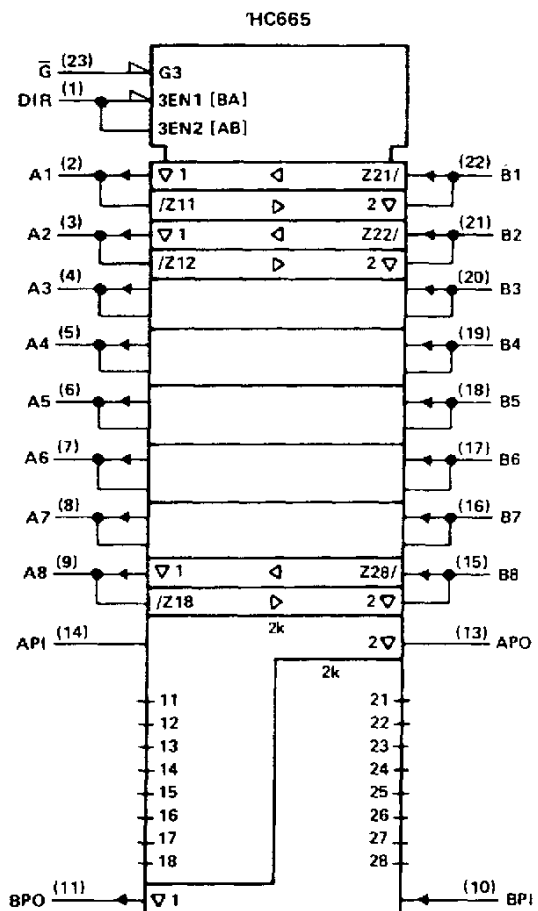 'HC665
G̅ (23) G3
DIR (1) 3EN1 [BA]
3EN2 [AB]
A1 (2) ▽ 1 ◁ Z21/ (22) B1
/Z11 ▷ 2 ▽
A2 (3) ▽ 1 ◁ Z22/ (21) B2
/Z12 ▷ 2 ▽
A3 (4) (20) B3
A4 (5) (19) B4
A5 (6) (18) B5
A6 (7) (17) B6
A7 (8) (16) B7
A8 (9) ▽ 1 ◁ Z28/ (15) B8
/Z18 ▷ 2 ▽
2k
API (14) 2 ▽ (13) APO
2k
11 21
12 22
13 23
14 24
15 25
16 26
17 27
18 28
BPO (11) ▽ 1 (10) BPI